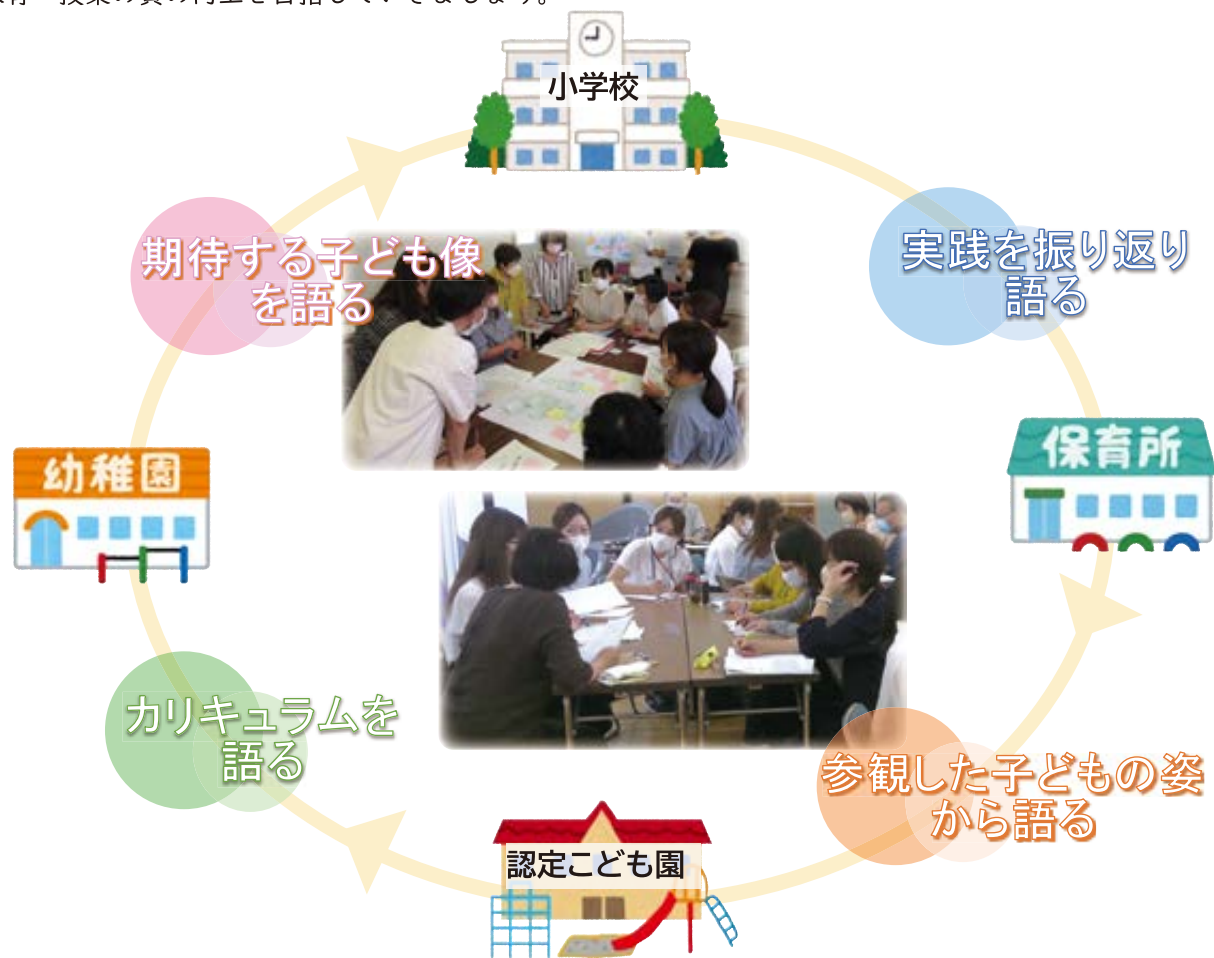 小学校
期待する子ども像
を語る
実践を振り返り
語る
幼稚園
保育所
カリキュラムを
語る
参観した子どもの姿
から語る
認定こども園